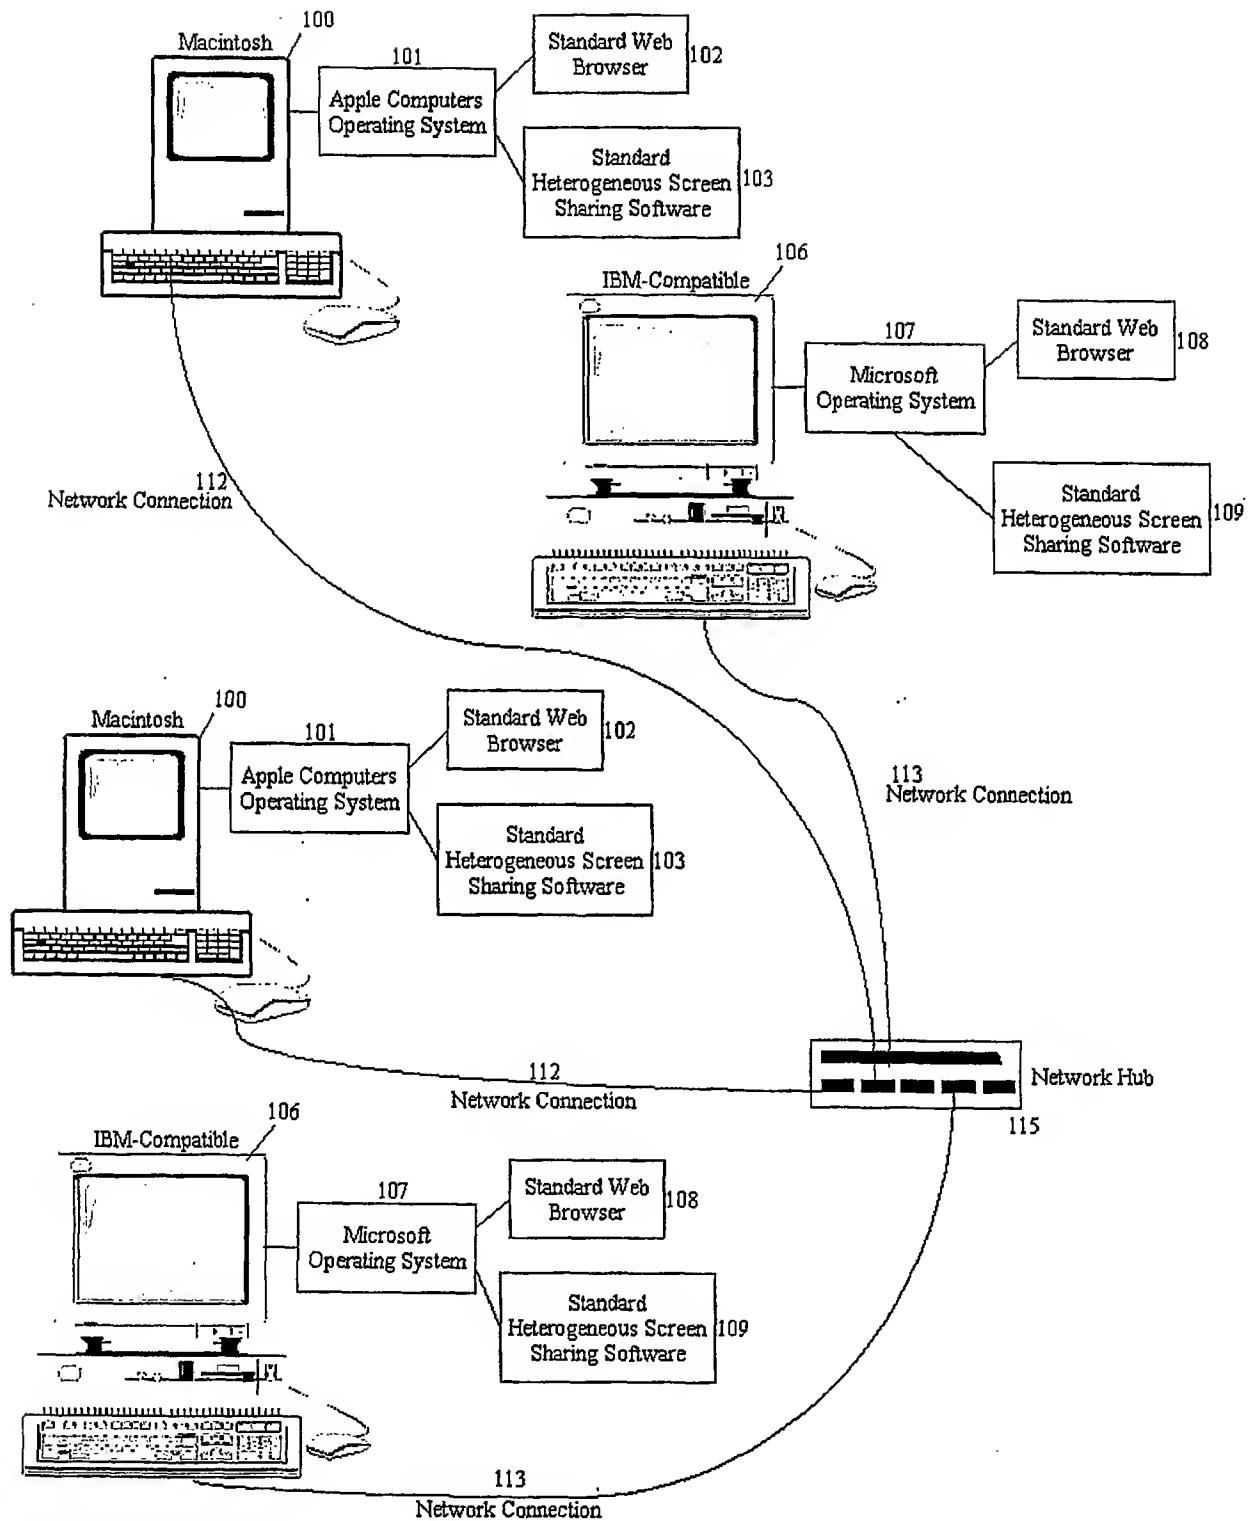 100
Macintosh
101
Apple Computers
Operating System
Standard Web
Browser
102
Standard
Heterogeneous Screen
Sharing Software
103
106
IBM-Compatible
107
Microsoft
Operating System
Standard Web
Browser
108
Standard
Heterogeneous Screen
Sharing Software
109
112
Network Connection
100
Macintosh
101
Apple Computers
Operating System
Standard Web
Browser
102
Standard
Heterogeneous Screen
Sharing Software
103
113
Network Connection
112
Network Connection
Network Hub
115
106
IBM-Compatible
107
Microsoft
Operating System
Standard Web
Browser
108
Standard
Heterogeneous Screen
Sharing Software
109
113
Network Connection